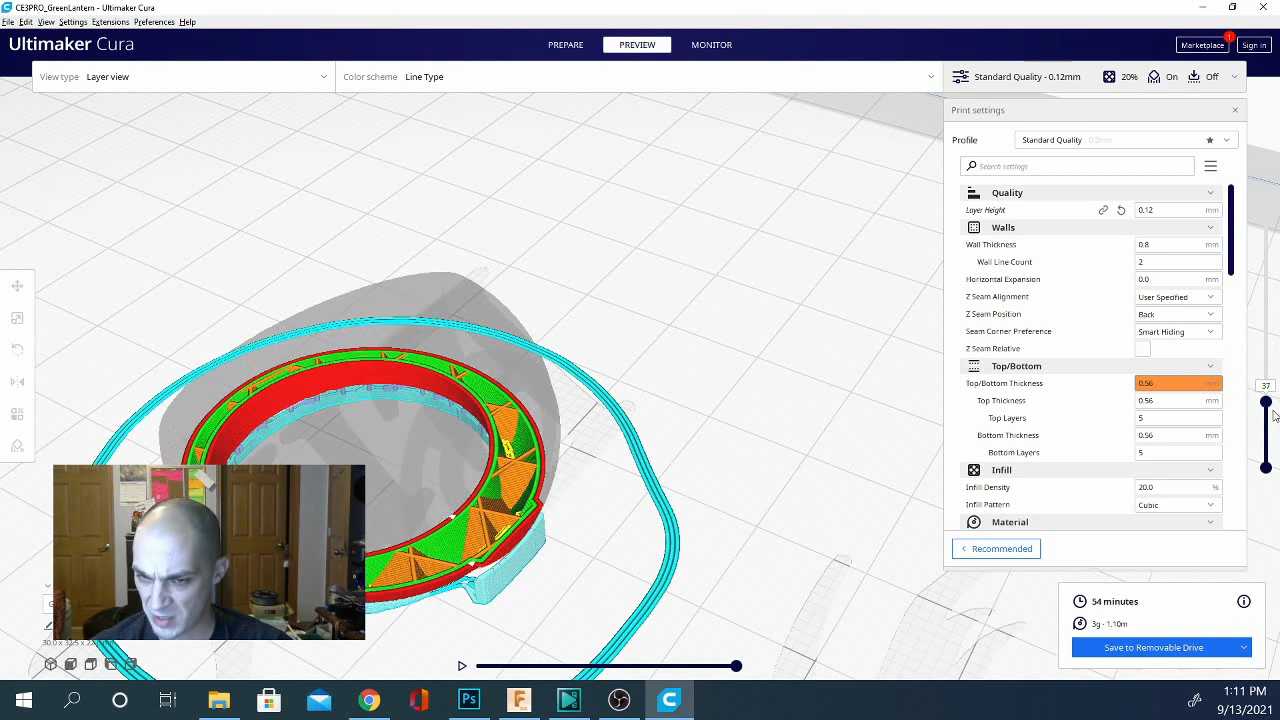 CE3PRO_GreenLantern - Ultimaker Cura
File Edit View Settings Extensions Preferences Help
Ultimaker Cura
PREPARE
PREVIEW
MONITOR
Marketplace
1
Sign in
View type Layer view
Color scheme Line Type
Standard Quality - 0.12mm
20%
On
Off
Print settings
Profile
Standard Quality 0.2mm
Search settings
Quality
Layer Height 0.12 mm
Walls
Wall Thickness 0.8 mm
Wall Line Count 2
Horizontal Expansion 0.0 mm
Z Seam Alignment User Specified
Z Seam Position Back
Seam Corner Preference Smart Hiding
Z Seam Relative
Top/Bottom
Top/Bottom Thickness 0.56 mm
Top Thickness 0.56 mm
Top Layers 5
Bottom Thickness 0.56 mm
Bottom Layers 5
Infill
Infill Density 20.0 %
Infill Pattern Cubic
Material
Recommended
37
54 minutes
3g · 1.10m
Save to Removable Drive
1:11 PM
9/13/2021